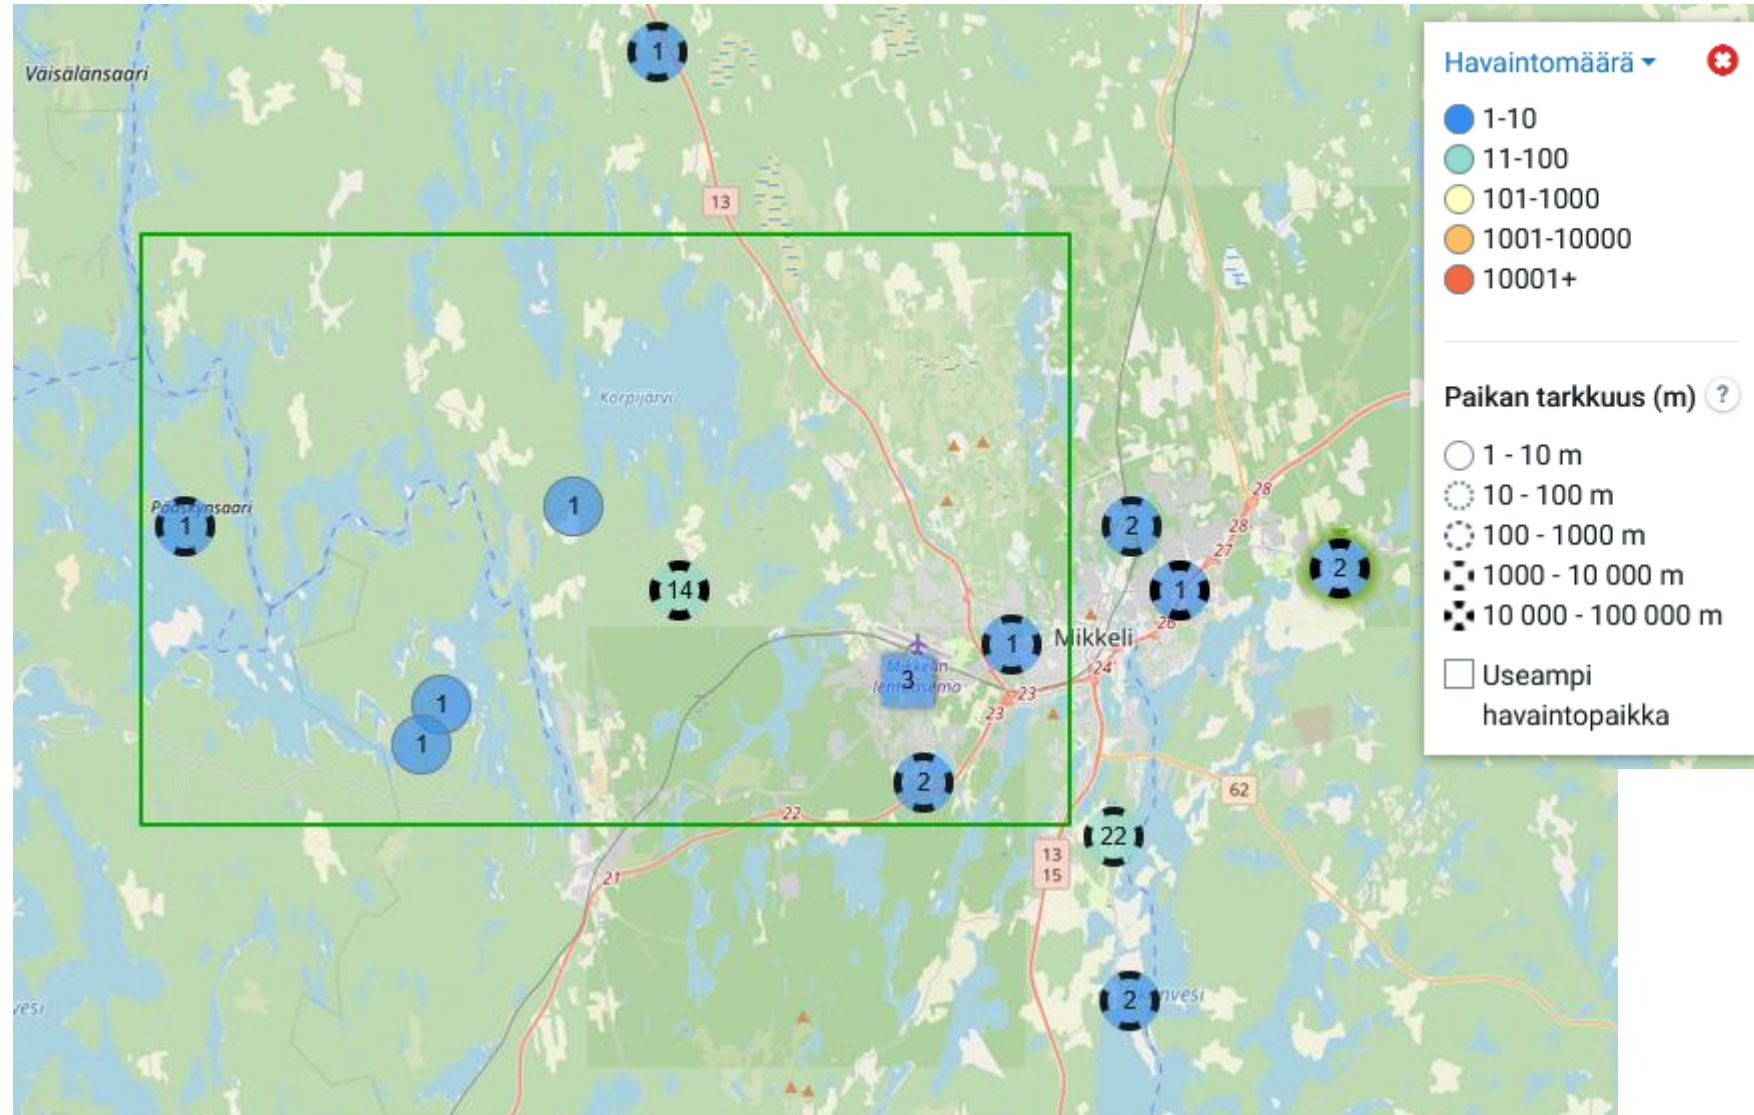 1
Väisälänsaari
13
Korpijärvi
28
1
Pääskynsaari
1
2
28
27
2
14
1
1
26
Mikkeli
24
3
Mikkelin
lentoasema
23
23
1
1
2
22
62
22
13
15
21
2
Havaintomäärä
1-10
11-100
101-1000
1001-10000
10001+
Paikan tarkkuus (m) ?
1 - 10 m
10 - 100 m
100 - 1000 m
1000 - 10 000 m
10 000 - 100 000 m
Useampi
havaintopaikka